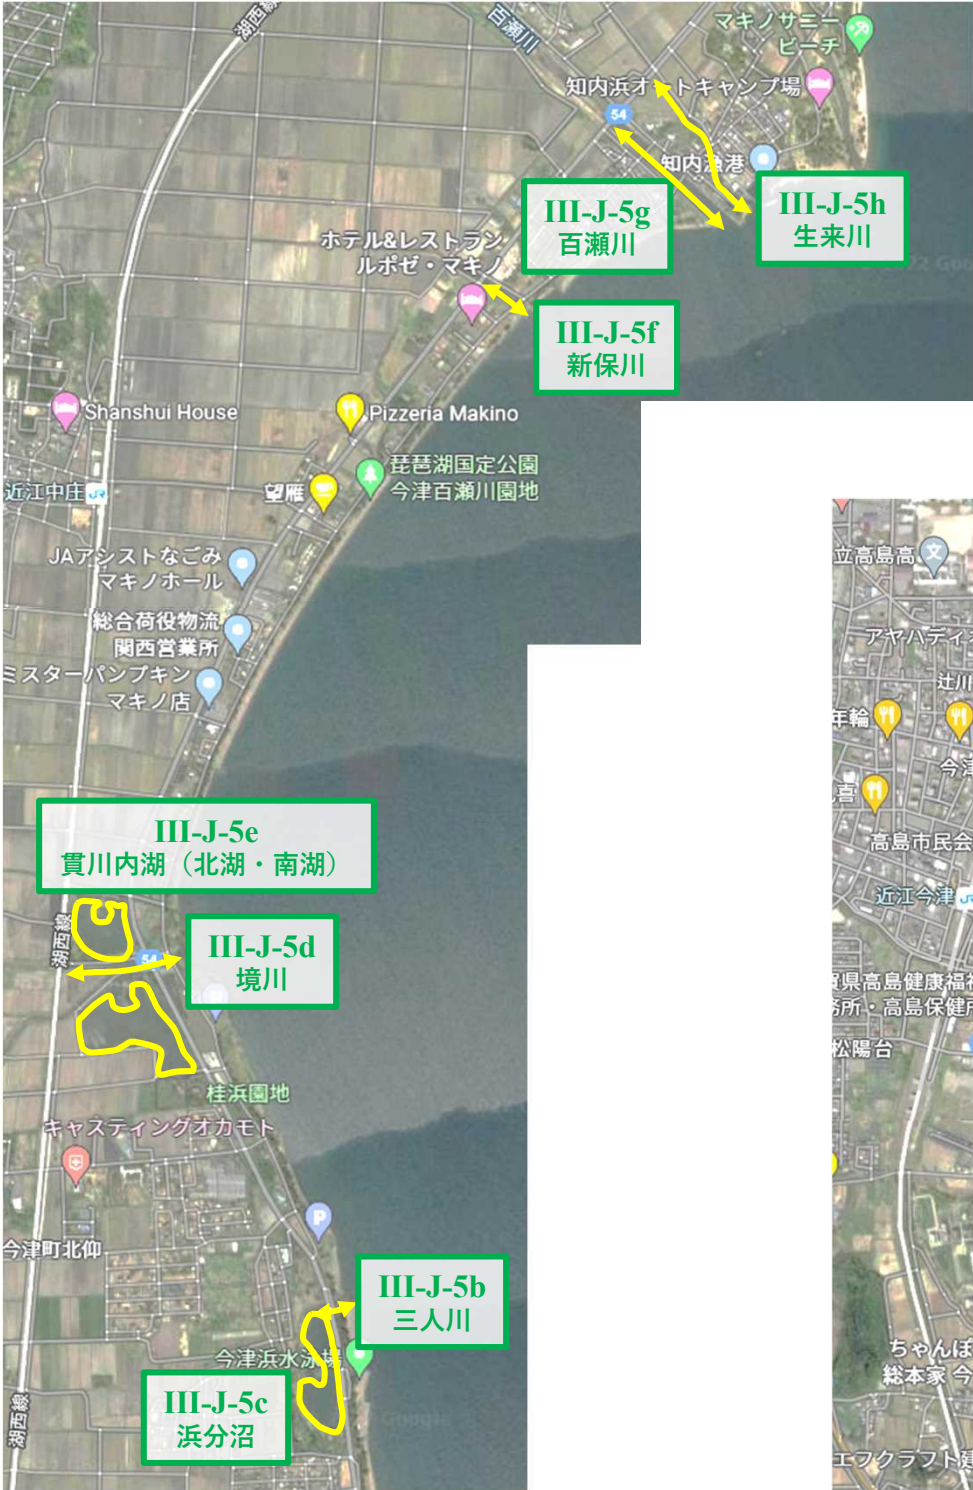 湖西線
百瀬川
マキノサニー
ビーチ
知内浜オートキャンプ場
54
知内漁港
III-J-5g
百瀬川
III-J-5h
生来川
ホテル&レストラン
ルポゼ・マキノ
III-J-5f
新保川
Shanshui House
Pizzeria Makino
琵琶湖国定公園
今津百瀬川園地
近江中庄
JR
望雁
JAアシストなごみ
マキノホール
総合荷役物流
関西営業所
ミスターパンプキン
マキノ店
III-J-5e
貫川内湖（北湖・南湖）
湖西線
54
III-J-5d
境川
P
桂浜園地
キャスティングオカモト
P
今津町北仰
III-J-5b
三人川
今津浜水泳場
III-J-5c
浜分沼
Google
湖西線
立高島高
文
アヤハディ
辻川
年輪
今津
喜
高島市民会
近江今津
県高島健康福祉
務所・高島保健所
松陽台
ちゃんぽ
総本家 今
エフクラフト建